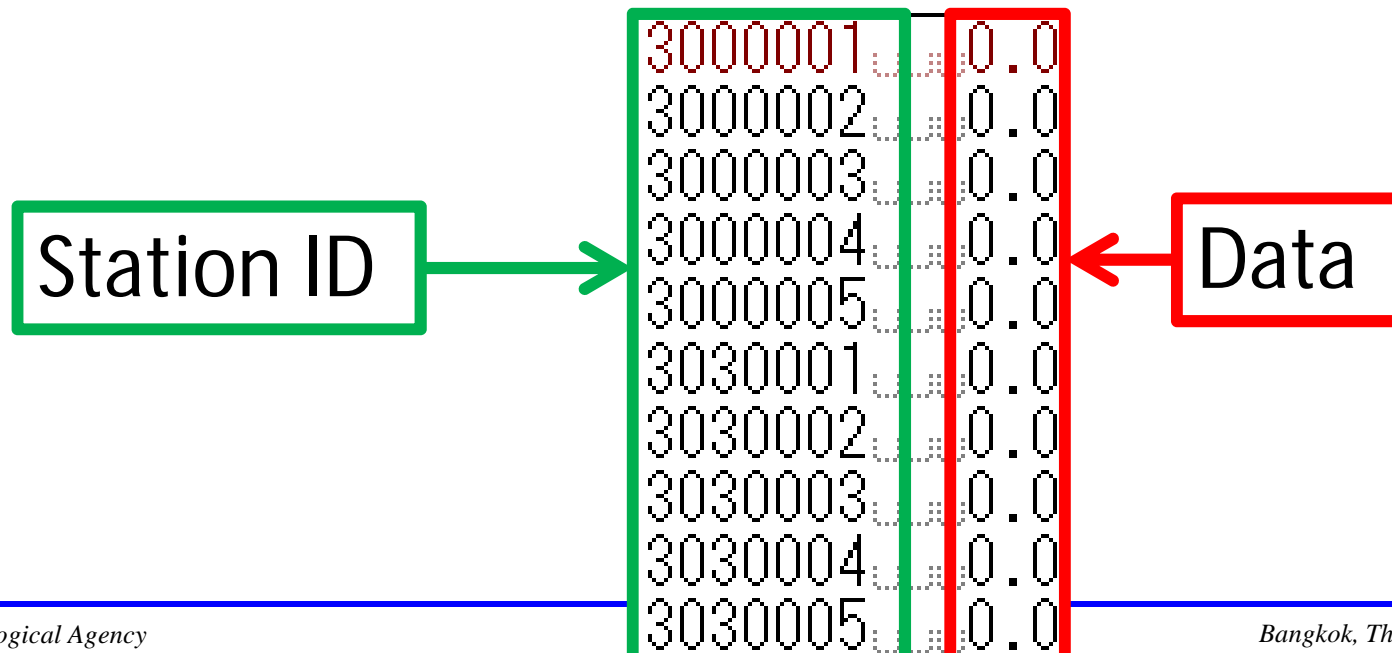 3000001 0.0
3000002 0.0
3000003 0.0
3000004 0.0
3000005 0.0
3030001 0.0
3030002 0.0
3030003 0.0
3030004 0.0
3030005 0.0
Station ID
Data
ogical Agency
Bangkok, Th